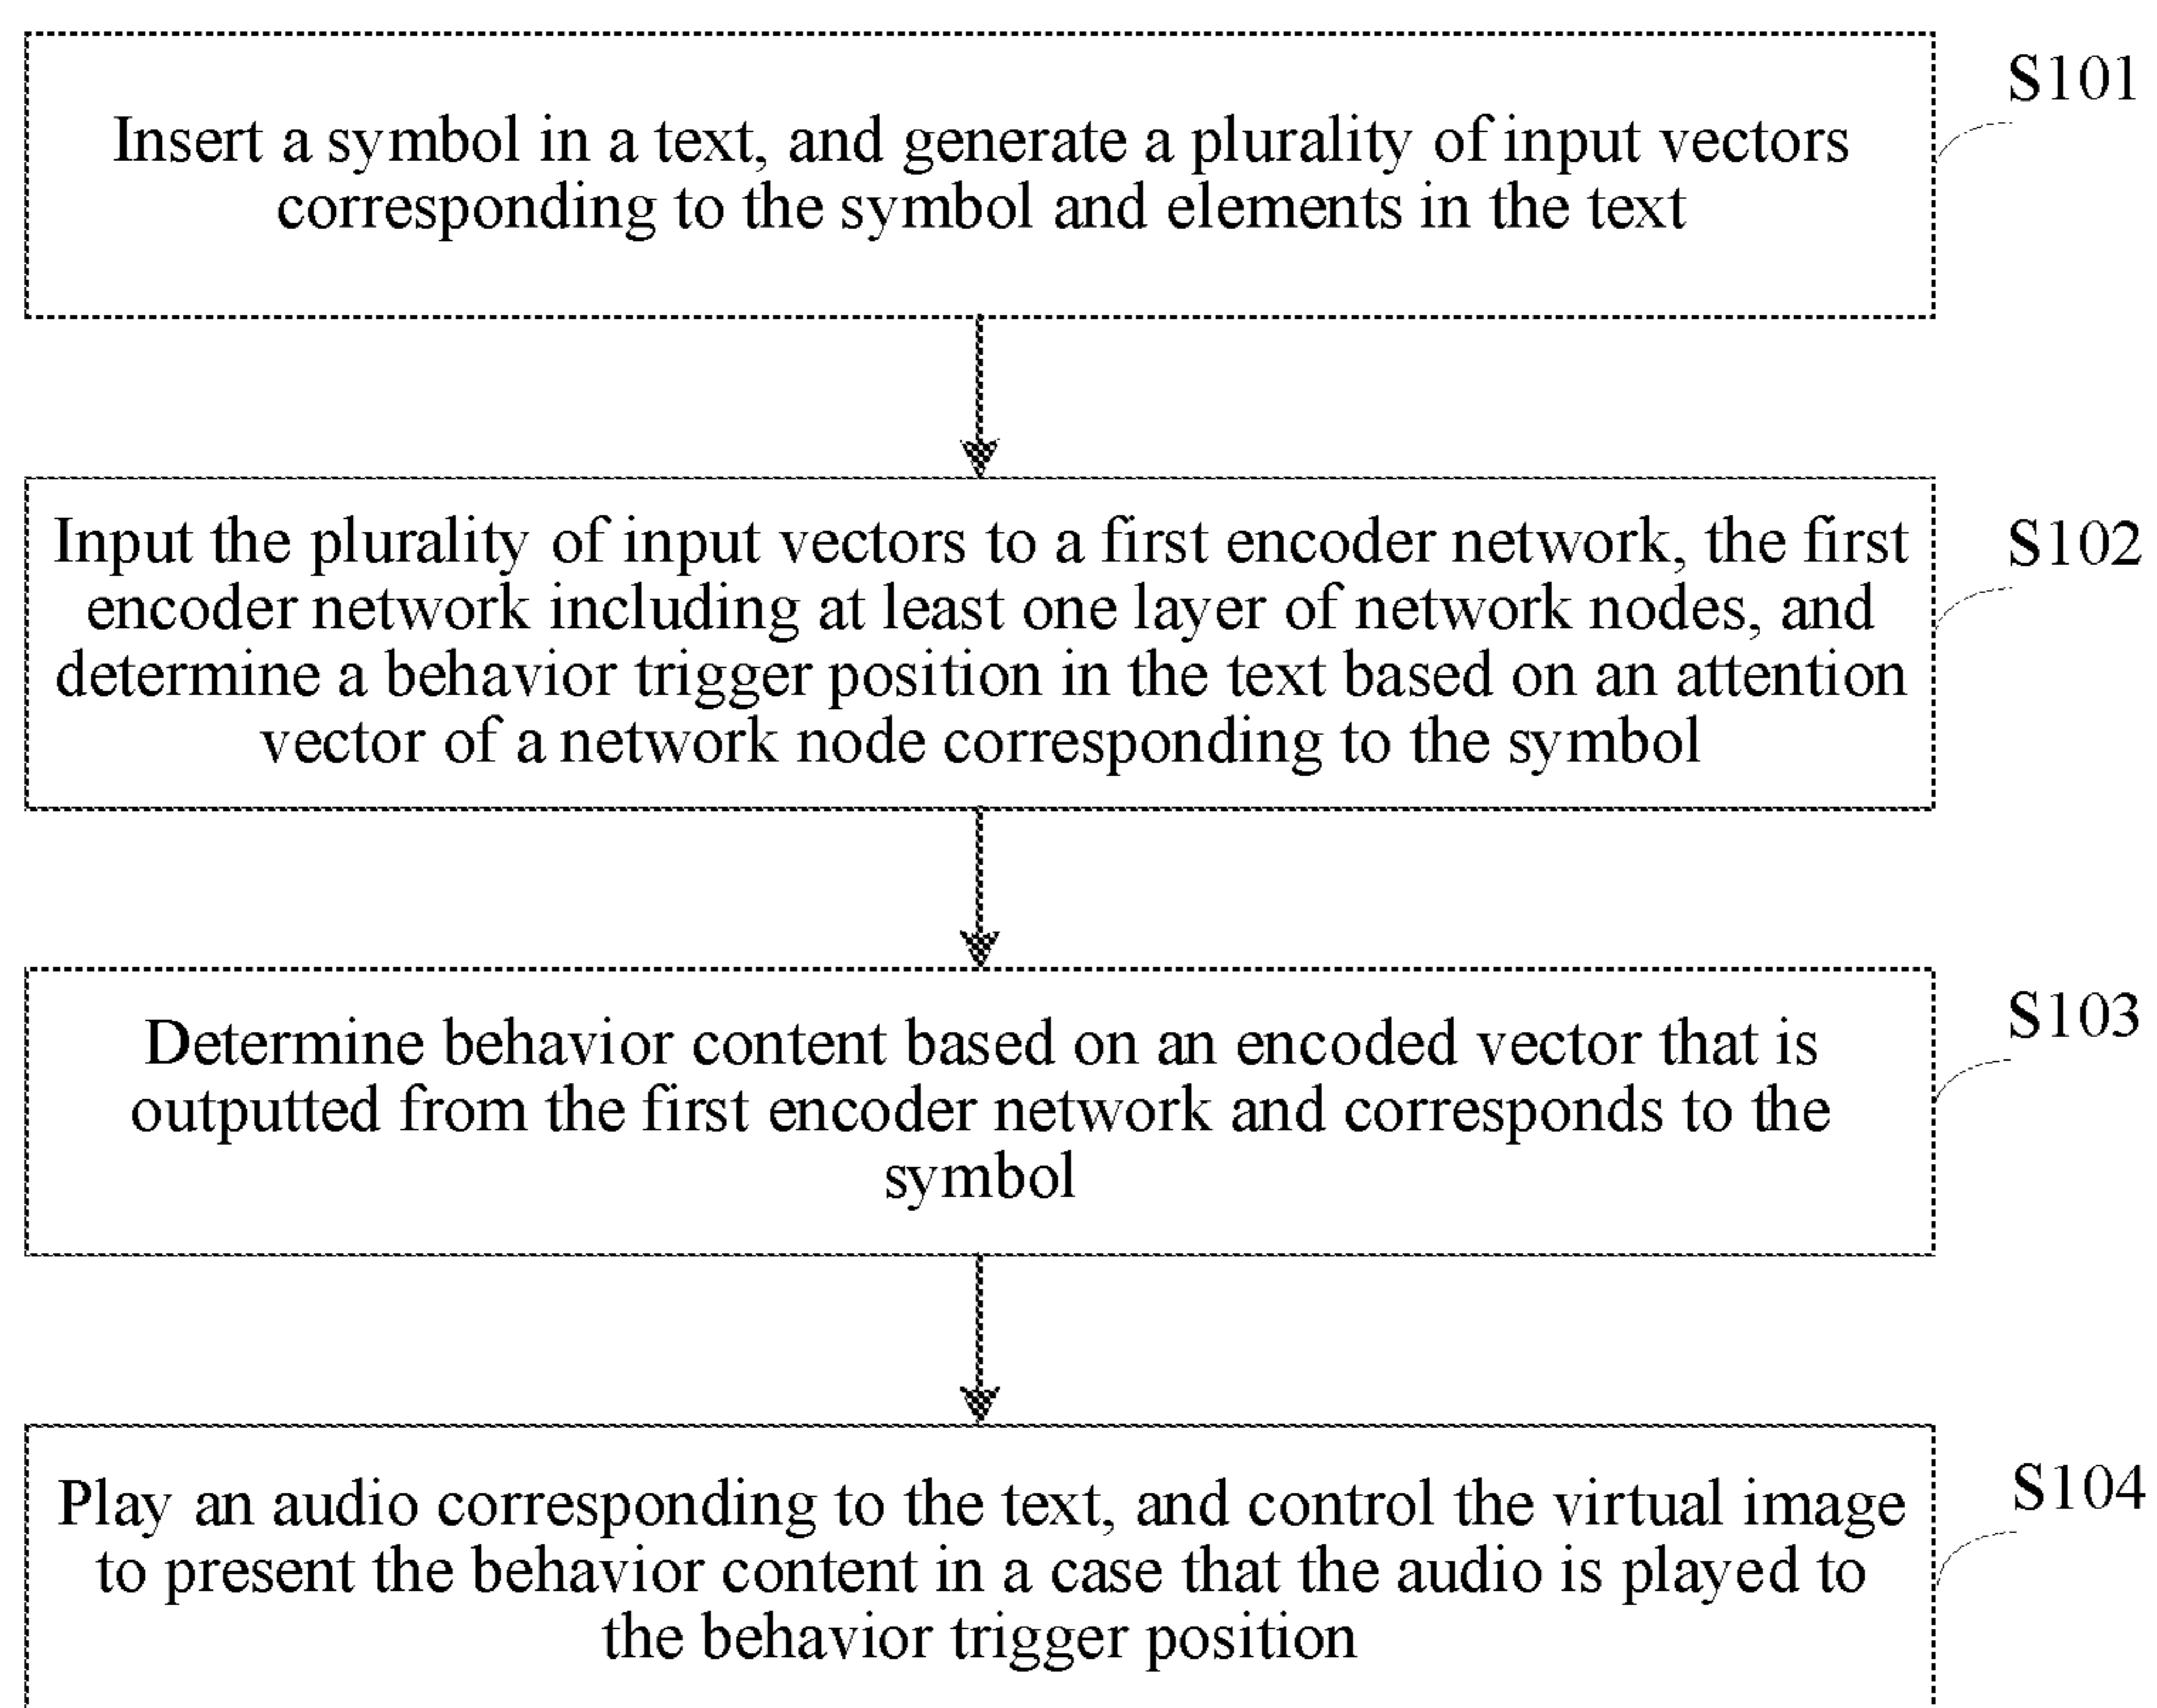 S101
Insert a symbol in a text, and generate a plurality of input vectors
corresponding to the symbol and elements in the text
S102
Input the plurality of input vectors to a first encoder network, the first
encoder network including at least one layer of network nodes, and
determine a behavior trigger position in the text based on an attention
vector of a network node corresponding to the symbol
S103
Determine behavior content based on an encoded vector that is
outputted from the first encoder network and corresponds to the
symbol
S104
Play an audio corresponding to the text, and control the virtual image
to present the behavior content in a case that the audio is played to
the behavior trigger position